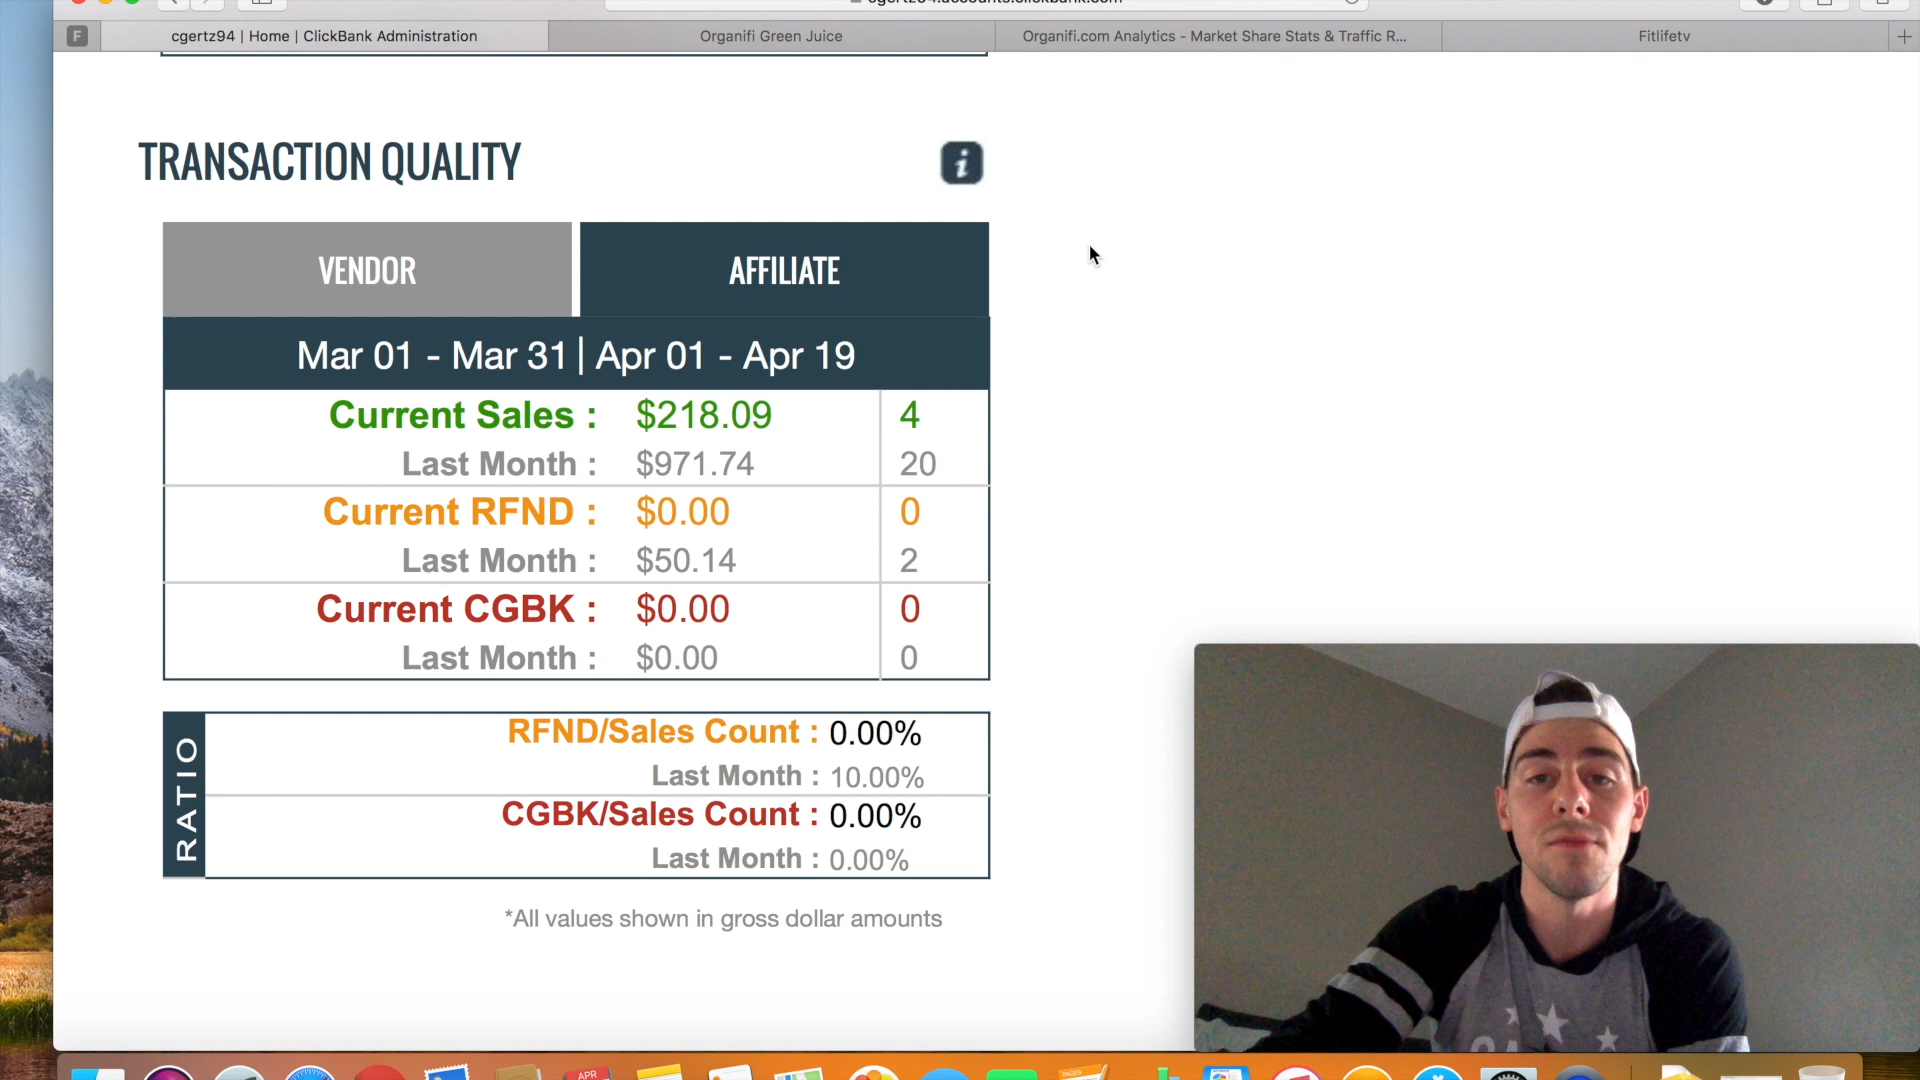 cgertz94 | Home | ClickBank Administration
Organifi Green Juice
Organifi.com Analytics - Market Share Stats & Traffic R...
Fitlifetv
TRANSACTION QUALITY
VENDOR
AFFILIATE
Mar 01 - Mar 31 | Apr 01 - Apr 19
Current Sales : $218.09 4
Last Month : $971.74 20
Current RFND : $0.00 0
Last Month : $50.14 2
Current CGBK : $0.00 0
Last Month : $0.00 0
RATIO
RFND/Sales Count : 0.00%
Last Month : 10.00%
CGBK/Sales Count : 0.00%
Last Month : 0.00%
*All values shown in gross dollar amounts
APR
PAGES